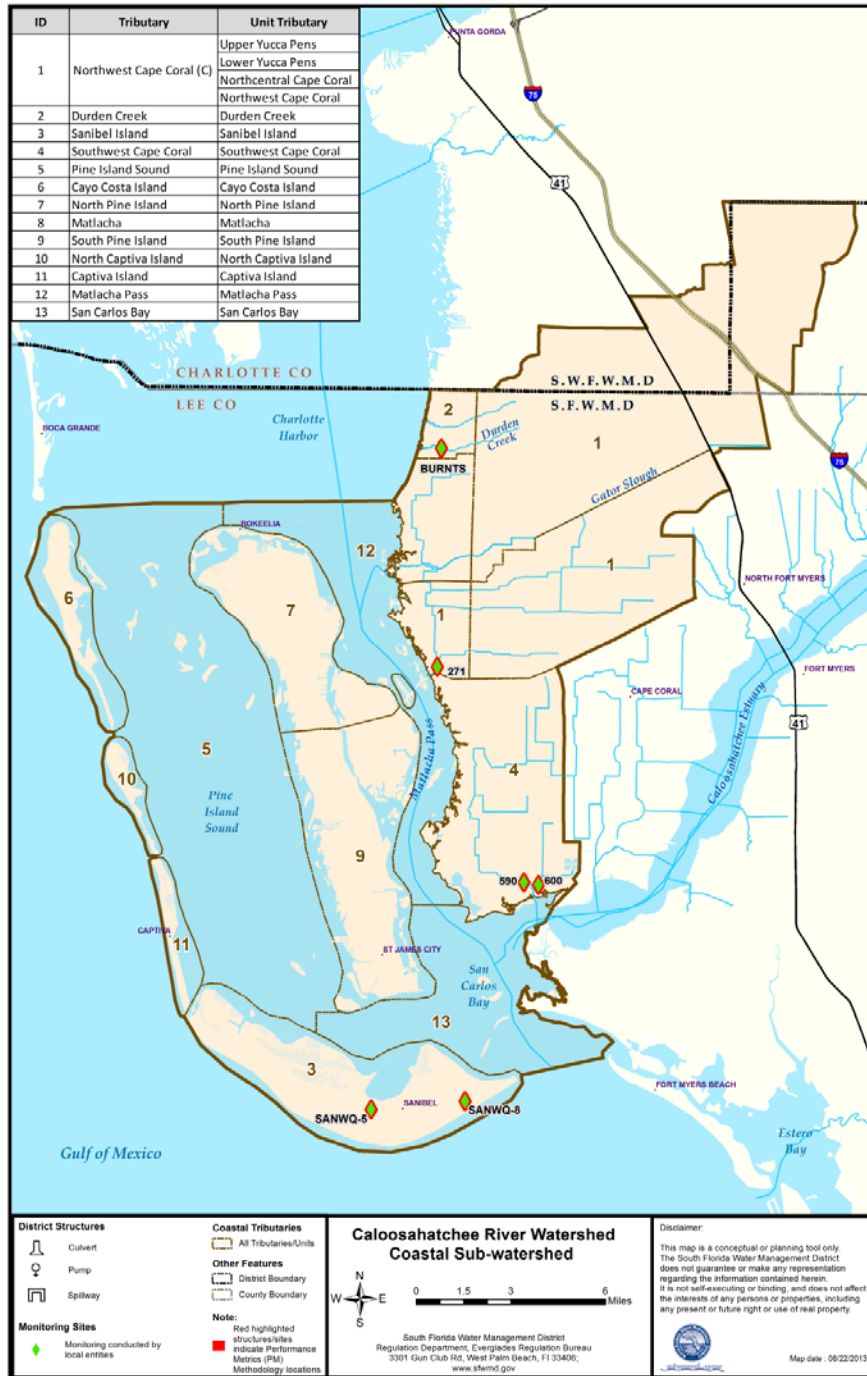 ID Tributary Unit Tributary
1 Northwest Cape Coral (C) Upper Yucca Pens
Lower Yucca Pens
Northcentral Cape Coral
Northwest Cape Coral
2 Durden Creek Durden Creek
3 Sanibel Island Sanibel Island
4 Southwest Cape Coral Southwest Cape Coral
5 Pine Island Sound Pine Island Sound
6 Cayo Costa Island Cayo Costa Island
7 North Pine Island North Pine Island
8 Matlacha Matlacha
9 South Pine Island South Pine Island
10 North Captiva Island North Captiva Island
11 Captiva Island Captiva Island
12 Matlacha Pass Matlacha Pass
13 San Carlos Bay San Carlos Bay
PUNTA GORDA
75
41
CHARLOTTE CO
LEE CO
S.W.F.W.M.D
S.F.W.M.D
Charlotte
Harbor
BOCA GRANDE
2
Durden
Creek
BURNTS
1
75
Gator Slough
BOKEELIA
12
1
6
7
1
NORTH FORT MYERS
271
FORT MYERS
CAPE CORAL
41
Caloosahatchee Estuary
Matlacha Pass
5
4
10
Pine
Island
Sound
9
590
600
CAPTIVA
11
ST JAMES CITY
San
Carlos
Bay
13
3
FORT MYERS BEACH
SANWQ-5
SANIBEL
SANWQ-8
Estero
Bay
Gulf of Mexico
District Structures
Culvert
Pump
Spillway
Monitoring Sites
Monitoring conducted by
local entities
Coastal Tributaries
All Tributaries/Units
Other Features
District Boundary
County Boundary
Note:
Red highlighted
structures/sites
indicate Performance
Metrics (PM)
Methodology locations
Caloosahatchee River Watershed
Coastal Sub-watershed
N
W E
S
0 1.5 3 6
Miles
South Florida Water Management District
Regulation Department, Everglades Regulation Bureau
3301 Gun Club Rd, West Palm Beach, Fl 33406;
www.sfwmd.gov
Disclaimer:
This map is a conceptual or planning tool only.
The South Florida Water Management District
does not guarantee or make any representation
regarding the information contained herein.
It is not self-executing or binding, and does not affect
the interests of any persons or properties, including
any present or future right or use of real property.
Map date : 08/22/2013